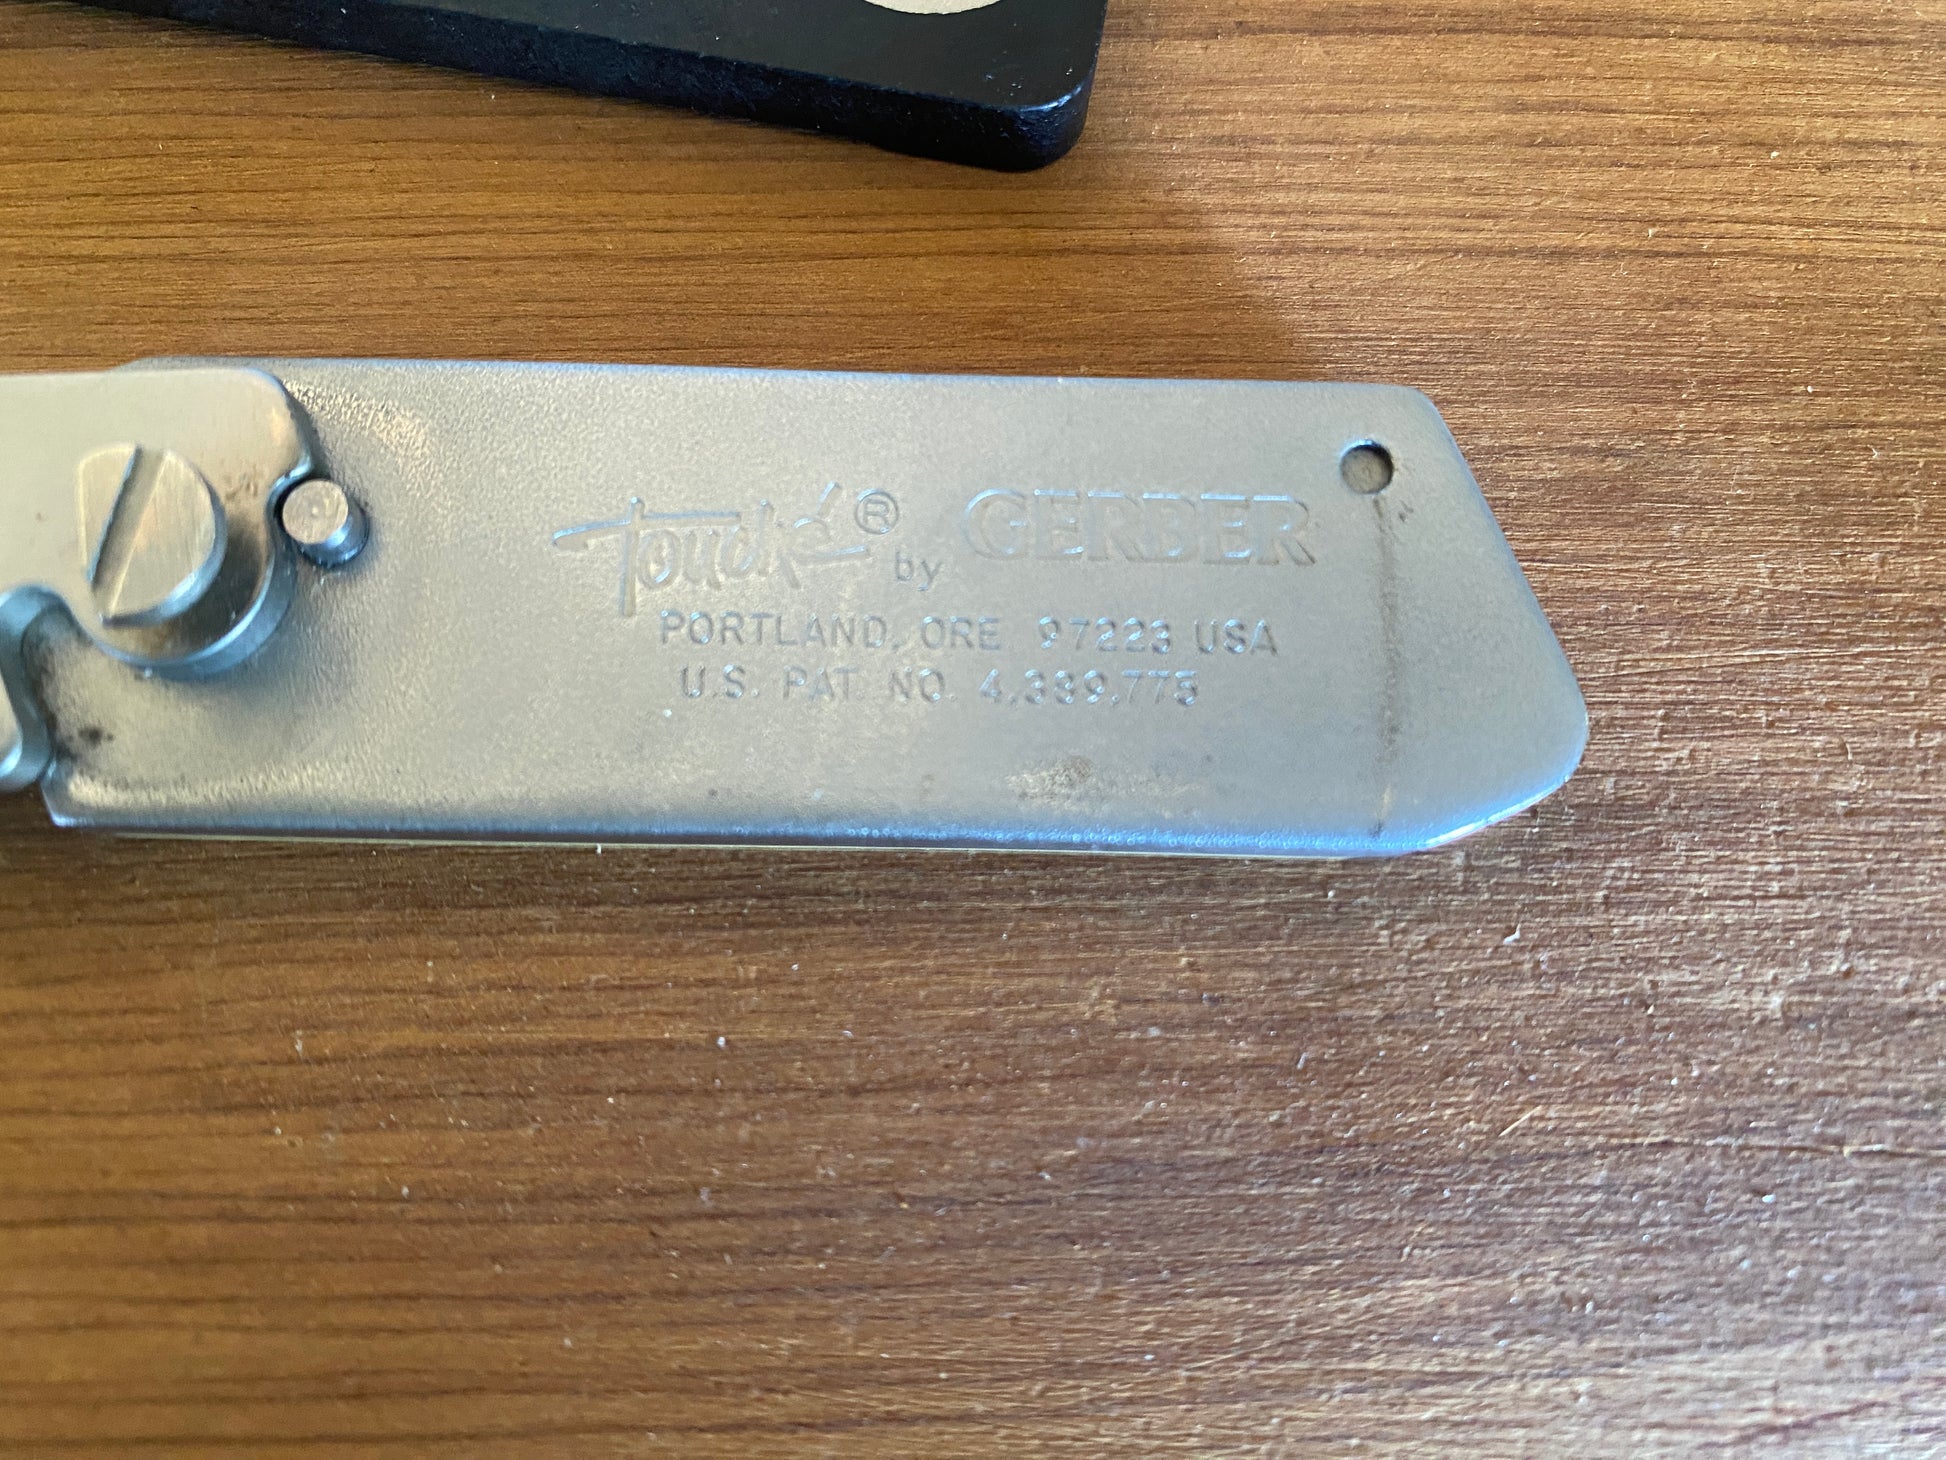 Touché® by GERBER
PORTLAND, ORE 97223 USA
U.S. PAT. NO. 4,389,775